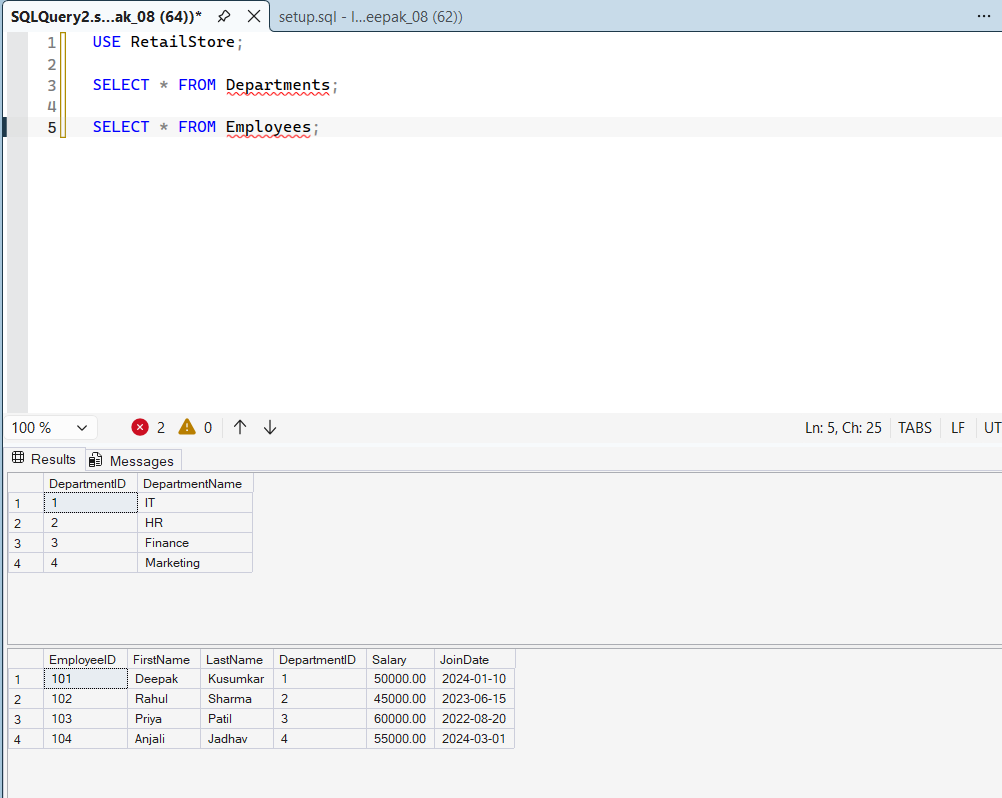 SQLQuery2.s...ak_08 (64))* setup.sql - l...eepak_08 (62))
1 USE RetailStore;
2
3 SELECT * FROM Departments;
4
5 SELECT * FROM Employees;
100 % 2 0 Ln: 5, Ch: 25 TABS LF UT
Results Messages
DepartmentID DepartmentName
1 1 IT
2 2 HR
3 3 Finance
4 4 Marketing
EmployeeID FirstName LastName DepartmentID Salary JoinDate
1 101 Deepak Kusumkar 1 50000.00 2024-01-10
2 102 Rahul Sharma 2 45000.00 2023-06-15
3 103 Priya Patil 3 60000.00 2022-08-20
4 104 Anjali Jadhav 4 55000.00 2024-03-01